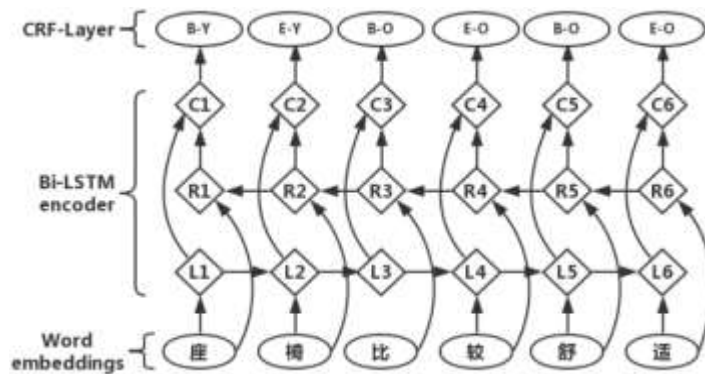 CRF-Layer
B-Y E-Y B-O E-O B-O E-O
C1 C2 C3 C4 C5 C6
Bi-LSTM
encoder
R1 R2 R3 R4 R5 R6
L1 L2 L3 L4 L5 L6
Word
embeddings
座 椅 比 较 舒 适